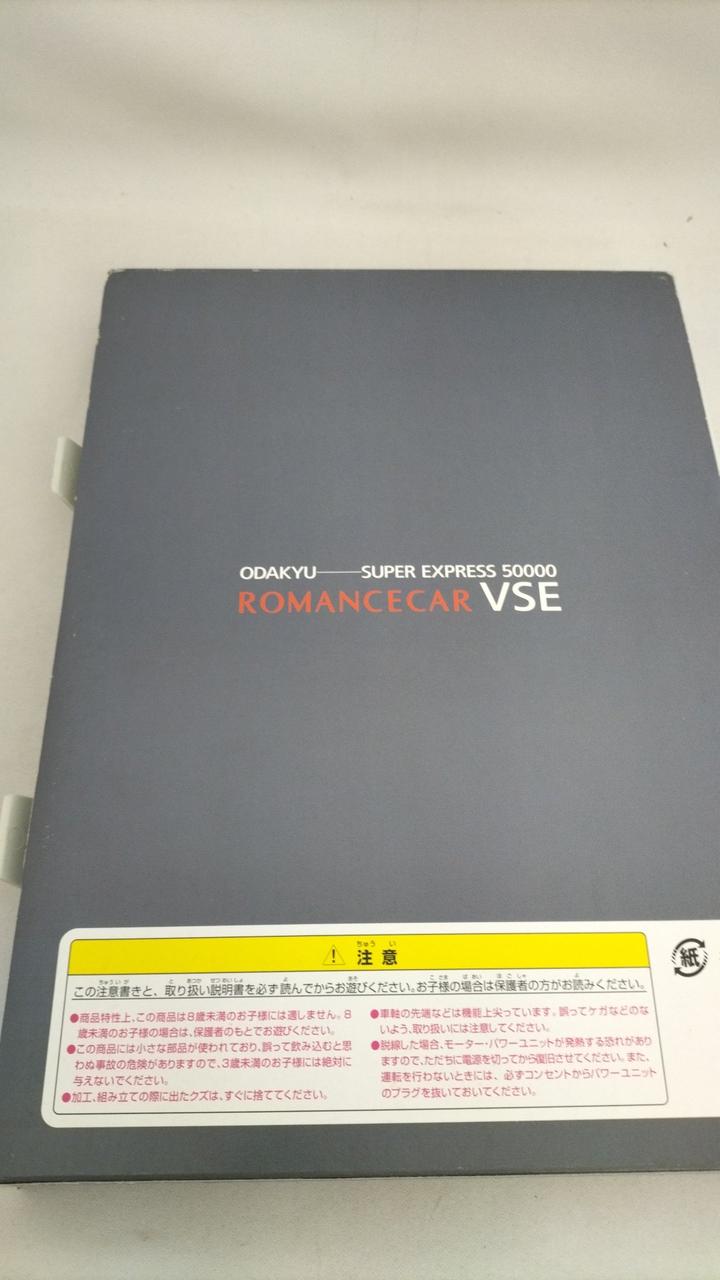 ODAKYU——SUPER EXPRESS 50000
ROMANCECAR VSE
ちゅう い
注意
この注意書きと、取り扱い説明書を必ず読んでからお遊びください。お子様の場合は保護者の方がお読みください。
●商品特性上、この商品は8歳未満のお子様には適しません。8
歳未満のお子様の場合は、保護者のもとでお遊びください。
●この商品には小さな部品が使われており、誤って飲み込むと思
わぬ事故の危険がありますので、3歳未満のお子様には絶対に
与えないでください。
●加工、組み立ての際に出たクズは、すぐに捨ててください。
●車軸の先端などは機能上尖っています。誤ってケガなどのな
いよう、取り扱いには注意してください。
●脱線した場合、モーター・パワーユニットが発熱する恐れがあり
ますので、ただちに電源を切ってから復旧させてください。また、
運転を行わないときには、必ずコンセントからパワーユニット
のプラグを抜いておいてください。
紙